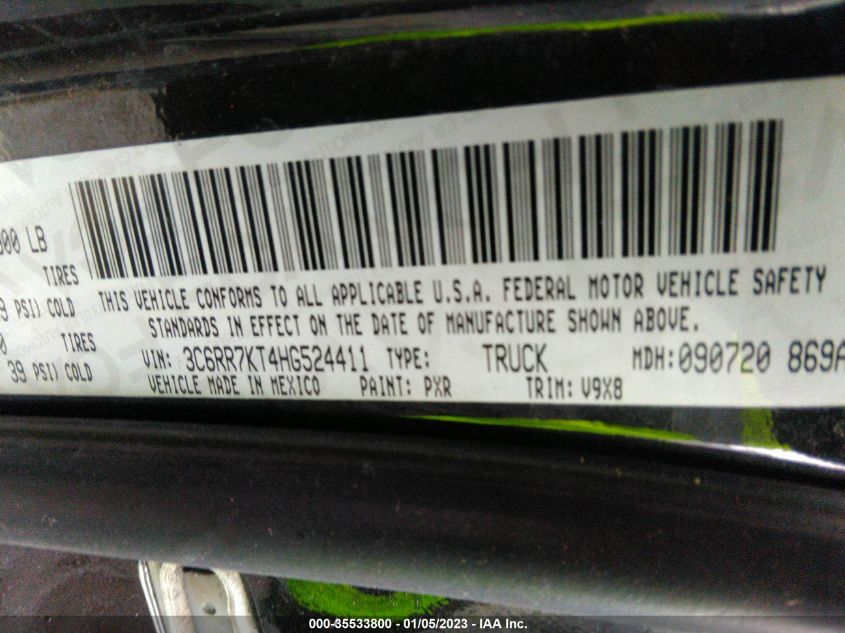 000 LB
TIRES
9 PSI) COLD
0 TIRES
39 PSI) COLD
THIS VEHICLE CONFORMS TO ALL APPLICABLE U.S.A. FEDERAL MOTOR VEHICLE SAFETY
STANDARDS IN EFFECT ON THE DATE OF MANUFACTURE SHOWN ABOVE.
VIN: 3C6RR7KT4HG524411 TYPE: TRUCK MDH:090720 869A
VEHICLE MADE IN MEXICO PAINT: PXR TRIM: V9X8
000-85533800 - 01/05/2023 - IAA Inc.